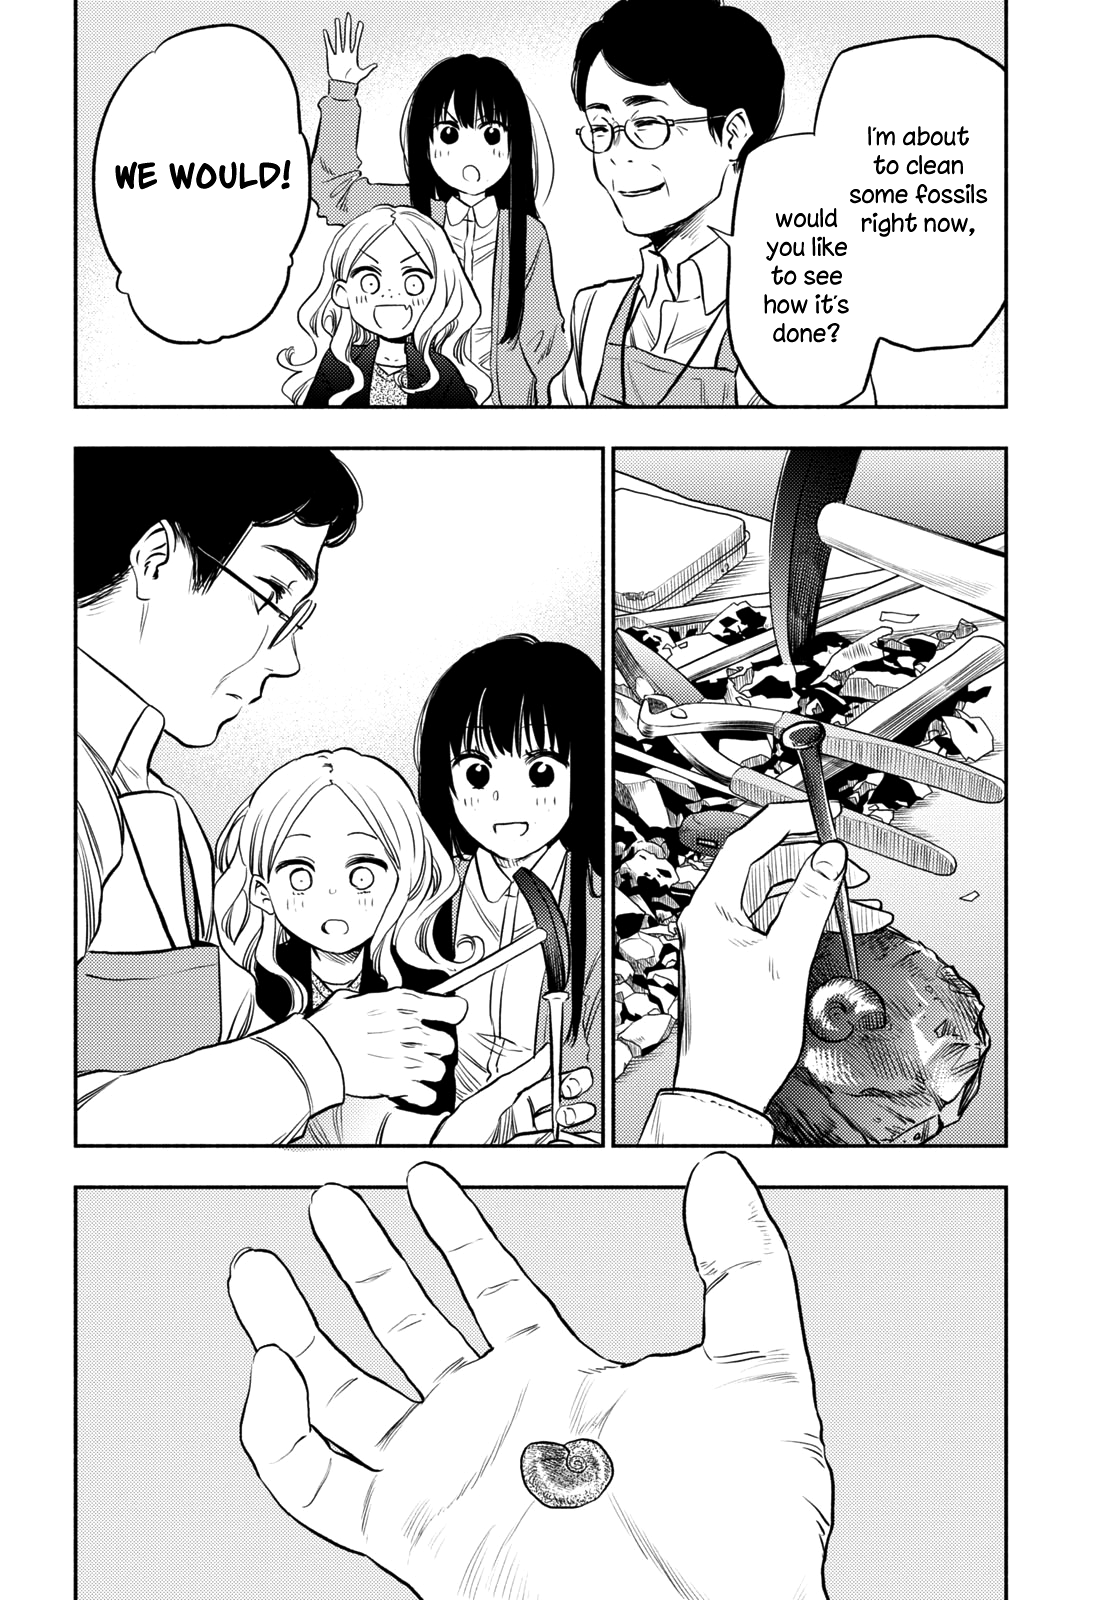 I'm about
to clean
some fossils
right now,
would
you like
to see
how it's
done?
WE WOULD!